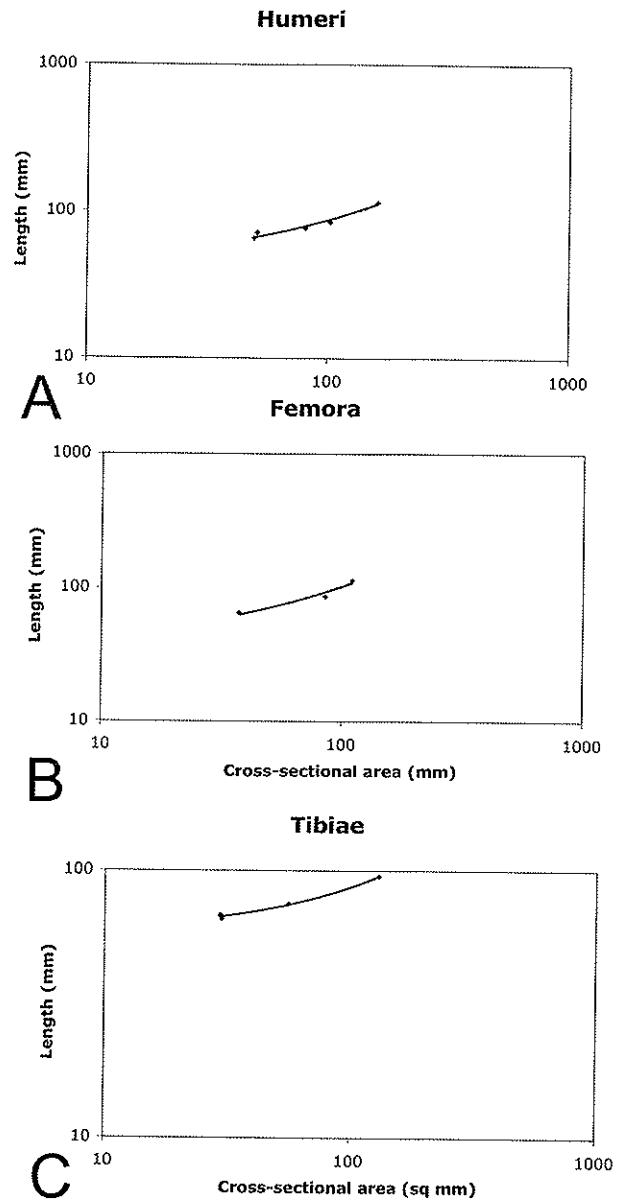 Humeri
1000
100
10
Length (mm)
10 100 1000
A
Femora
1000
100
10
Length (mm)
10 100 1000
Cross-sectional area (mm)
B
Tibiae
100
10
Length (mm)
10 100 1000
Cross-sectional area (sq mm)
C